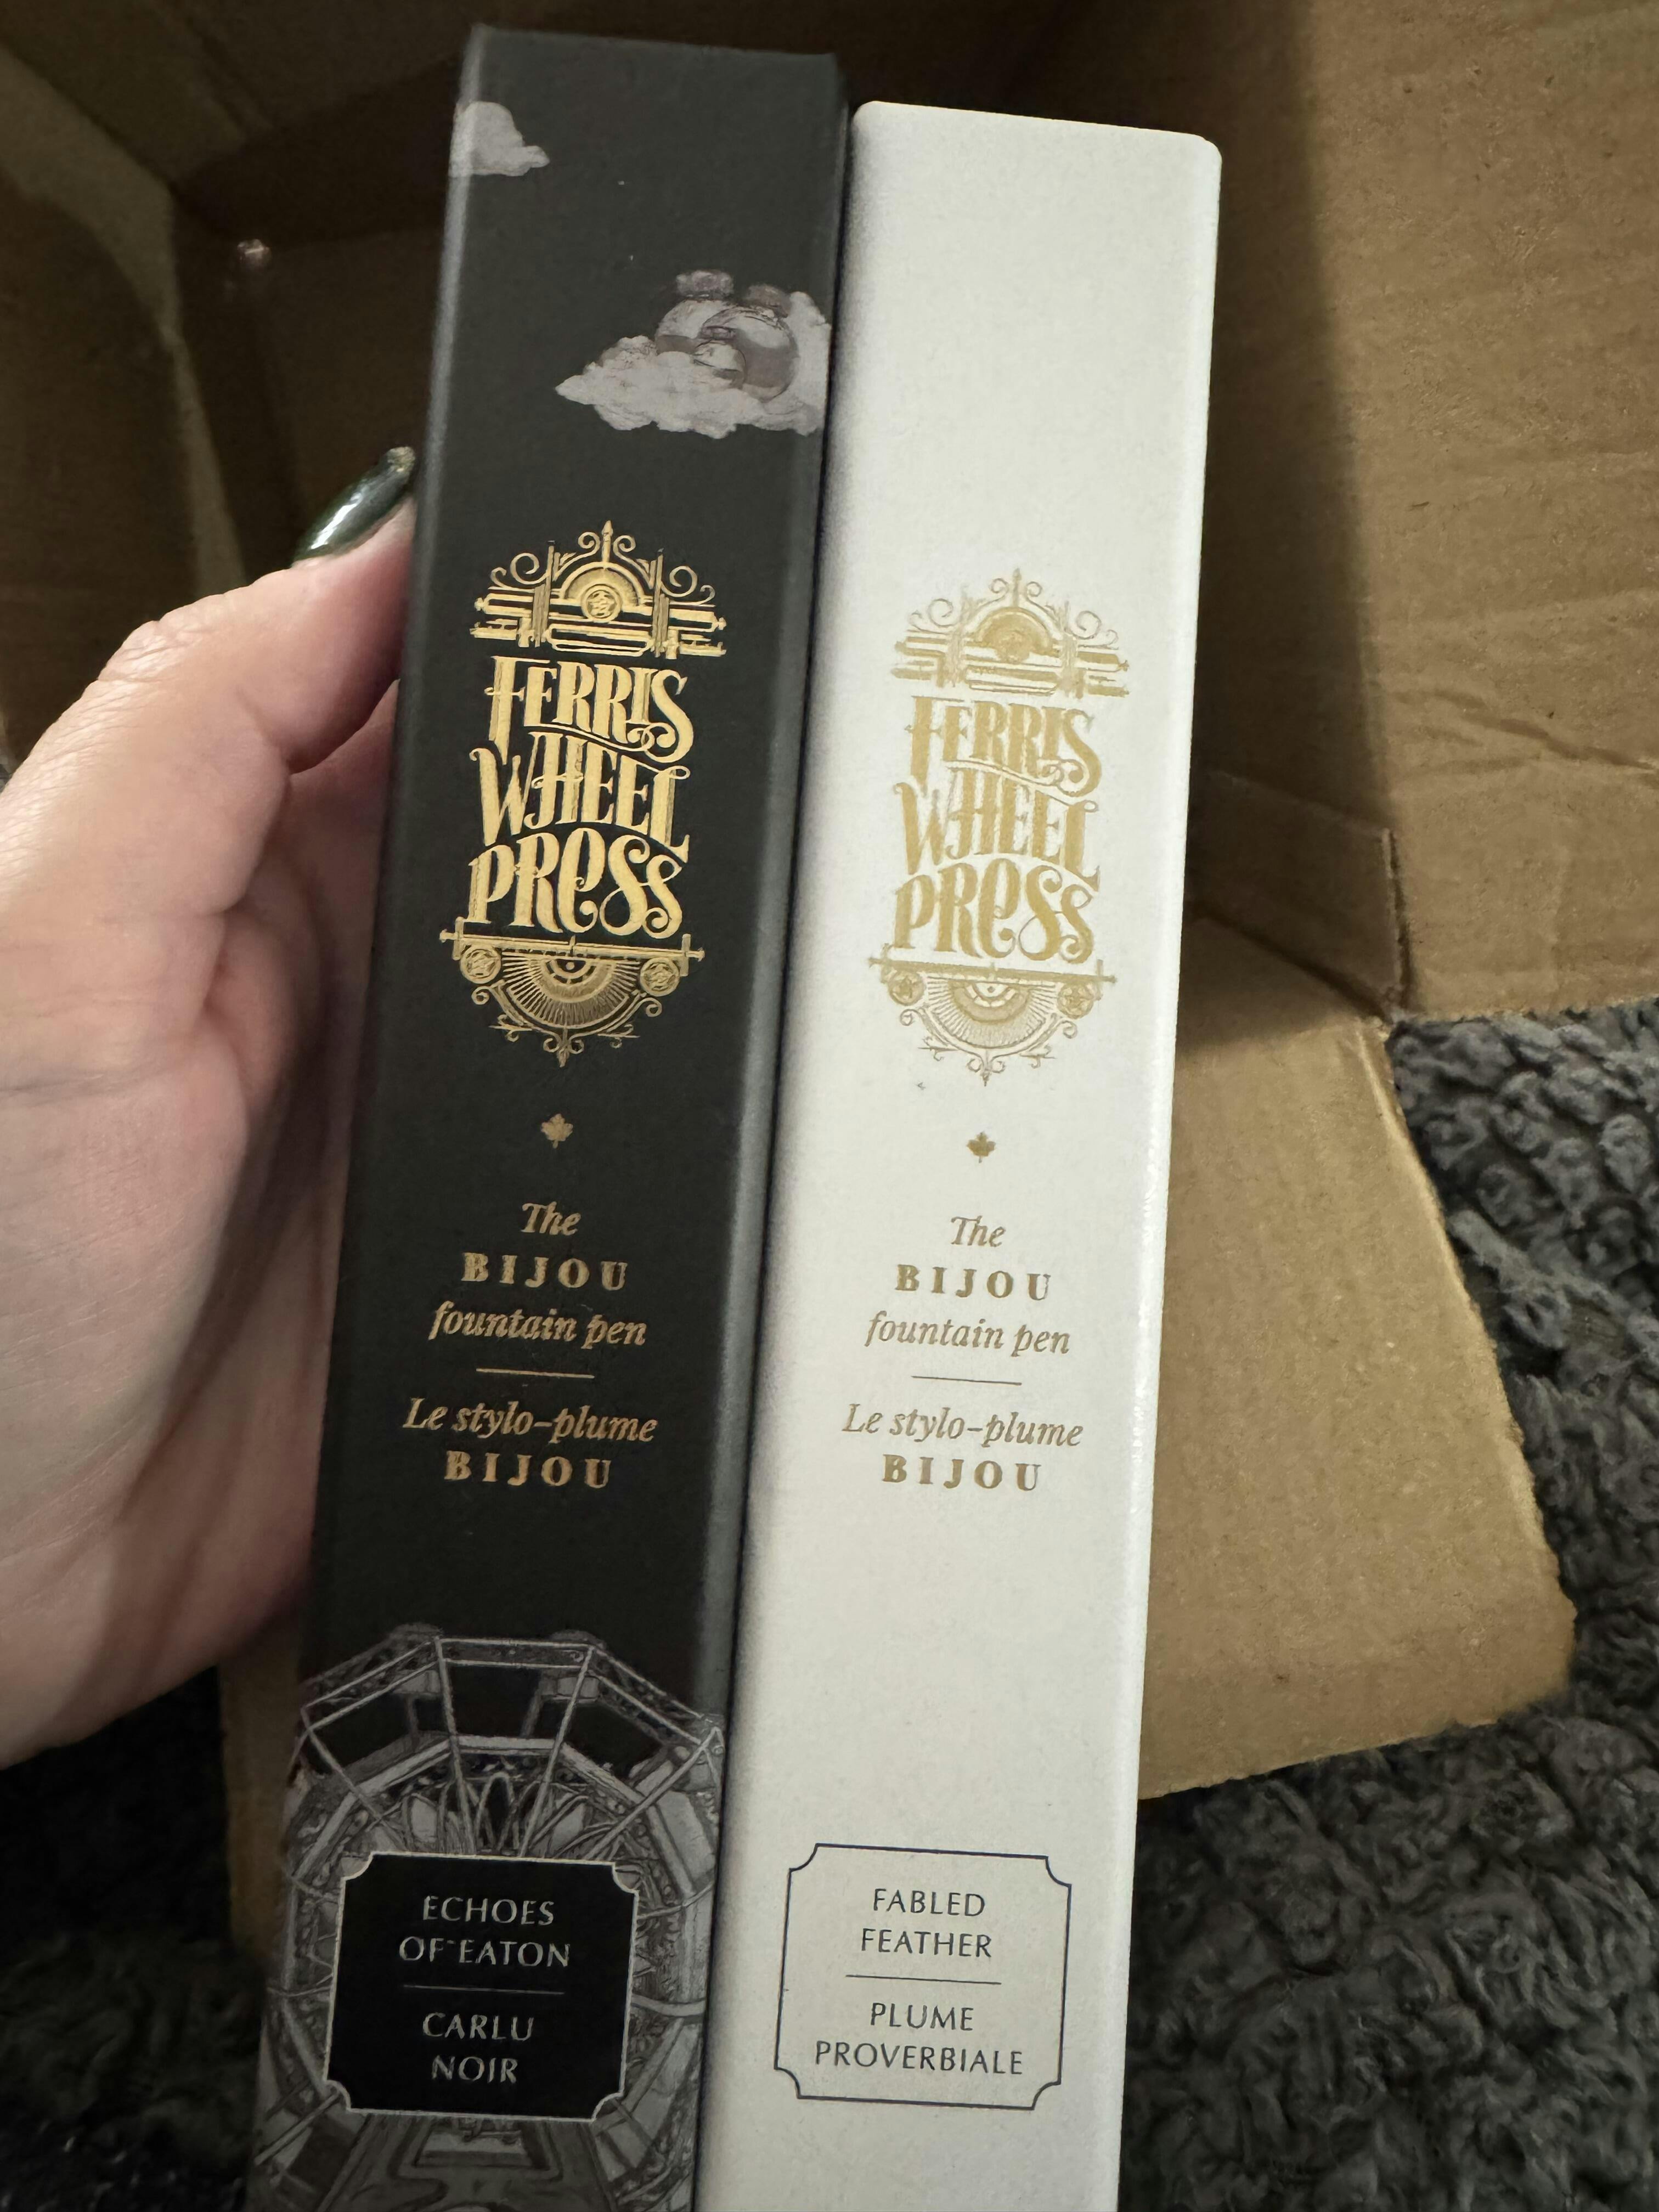 FERRIS
WHEEL
PRESS
The
BIJOU
fountain pen
Le stylo-plume
BIJOU
ECHOES
OF EATON
CARLU
NOIR
FERRIS
WHEEL
PRESS
The
BIJOU
fountain pen
Le stylo-plume
BIJOU
FABLED
FEATHER
PLUME
PROVERBIALE